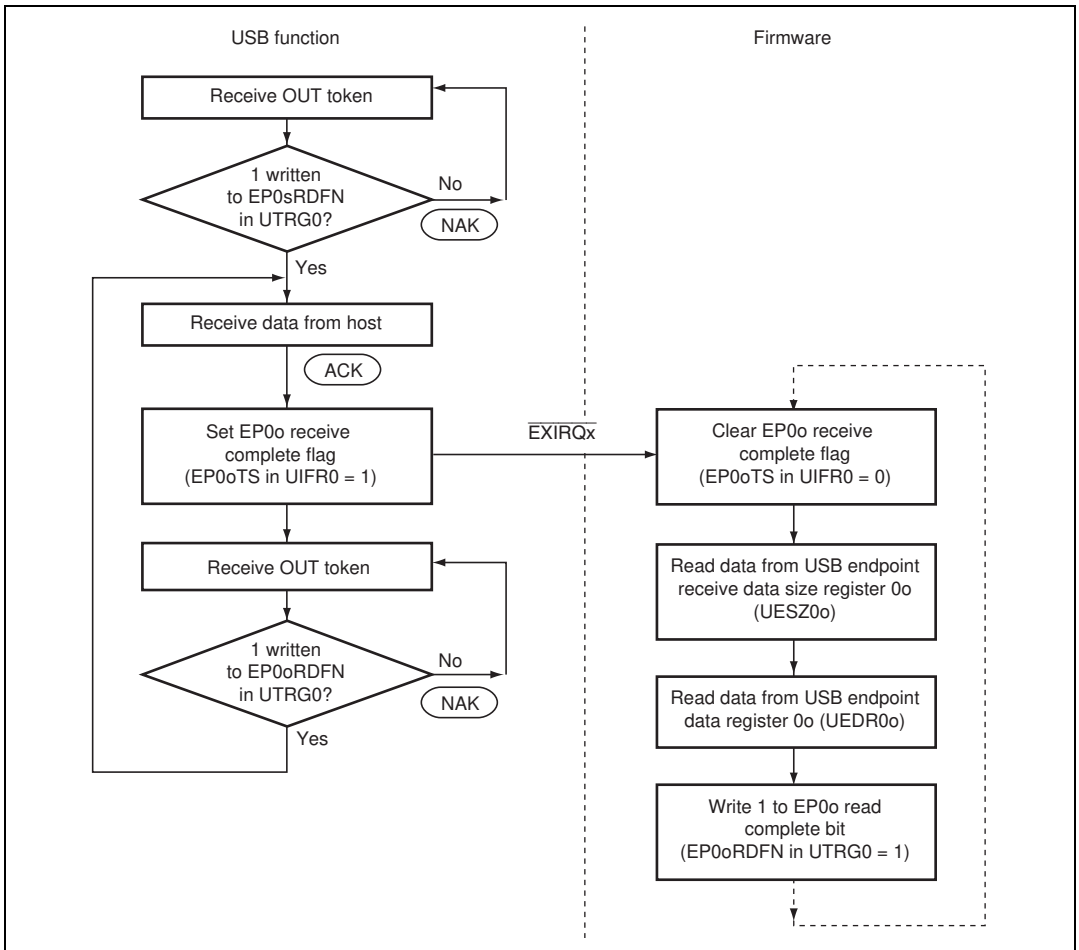 USB function
Firmware
Receive OUT token
1 written
to EP0sRDFN
in UTRG0?
No
NAK
Yes
Receive data from host
ACK
Set EP0o receive
complete flag
(EP0oTS in UIFR0 = 1)
EXIRQx
Clear EP0o receive
complete flag
(EP0oTS in UIFR0 = 0)
Receive OUT token
Read data from USB endpoint
receive data size register 0o
(UESZ0o)
1 written
to EP0oRDFN
in UTRG0?
No
NAK
Yes
Read data from USB endpoint
data register 0o (UEDR0o)
Write 1 to EP0o read
complete bit
(EP0oRDFN in UTRG0 = 1)